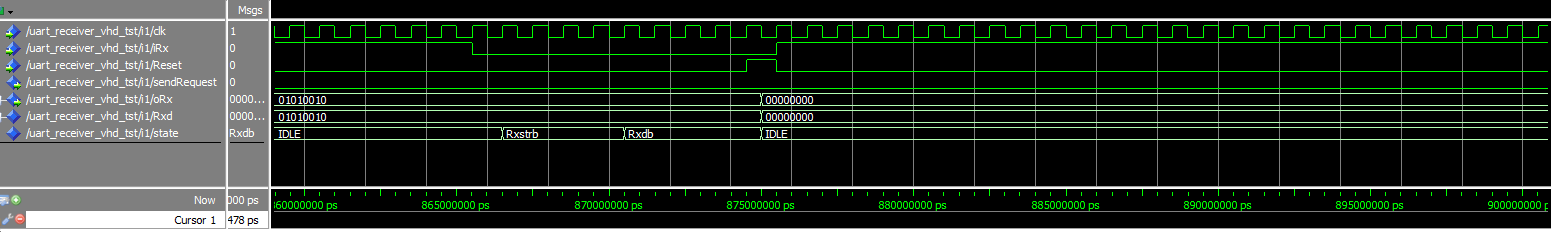 Msgs
/uart_receiver_vhd_tst/i1/clk 1
/uart_receiver_vhd_tst/i1/iRx 0
/uart_receiver_vhd_tst/i1/Reset 0
/uart_receiver_vhd_tst/i1/sendRequest 0
/uart_receiver_vhd_tst/i1/oRx 0000... 01010010 00000000
/uart_receiver_vhd_tst/i1/Rxd 0000... 01010010 00000000
/uart_receiver_vhd_tst/i1/state Rxdb IDLE Rxstrb Rxdb IDLE
Now 000 ps 860000000 ps 865000000 ps 870000000 ps 875000000 ps 880000000 ps 885000000 ps 890000000 ps 895000000 ps 900000000 p
Cursor 1 478 ps